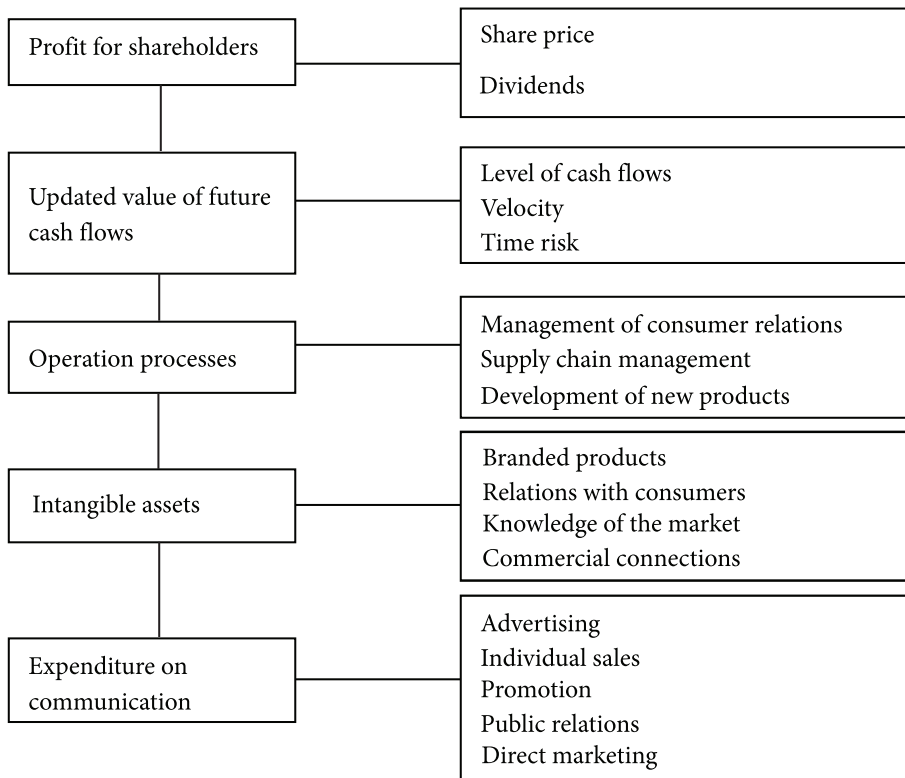 Profit for shareholders
Share price
Dividends
Updated value of future
cash flows
Level of cash flows
Velocity
Time risk
Operation processes
Management of consumer relations
Supply chain management
Development of new products
Intangible assets
Branded products
Relations with consumers
Knowledge of the market
Commercial connections
Expenditure on
communication
Advertising
Individual sales
Promotion
Public relations
Direct marketing